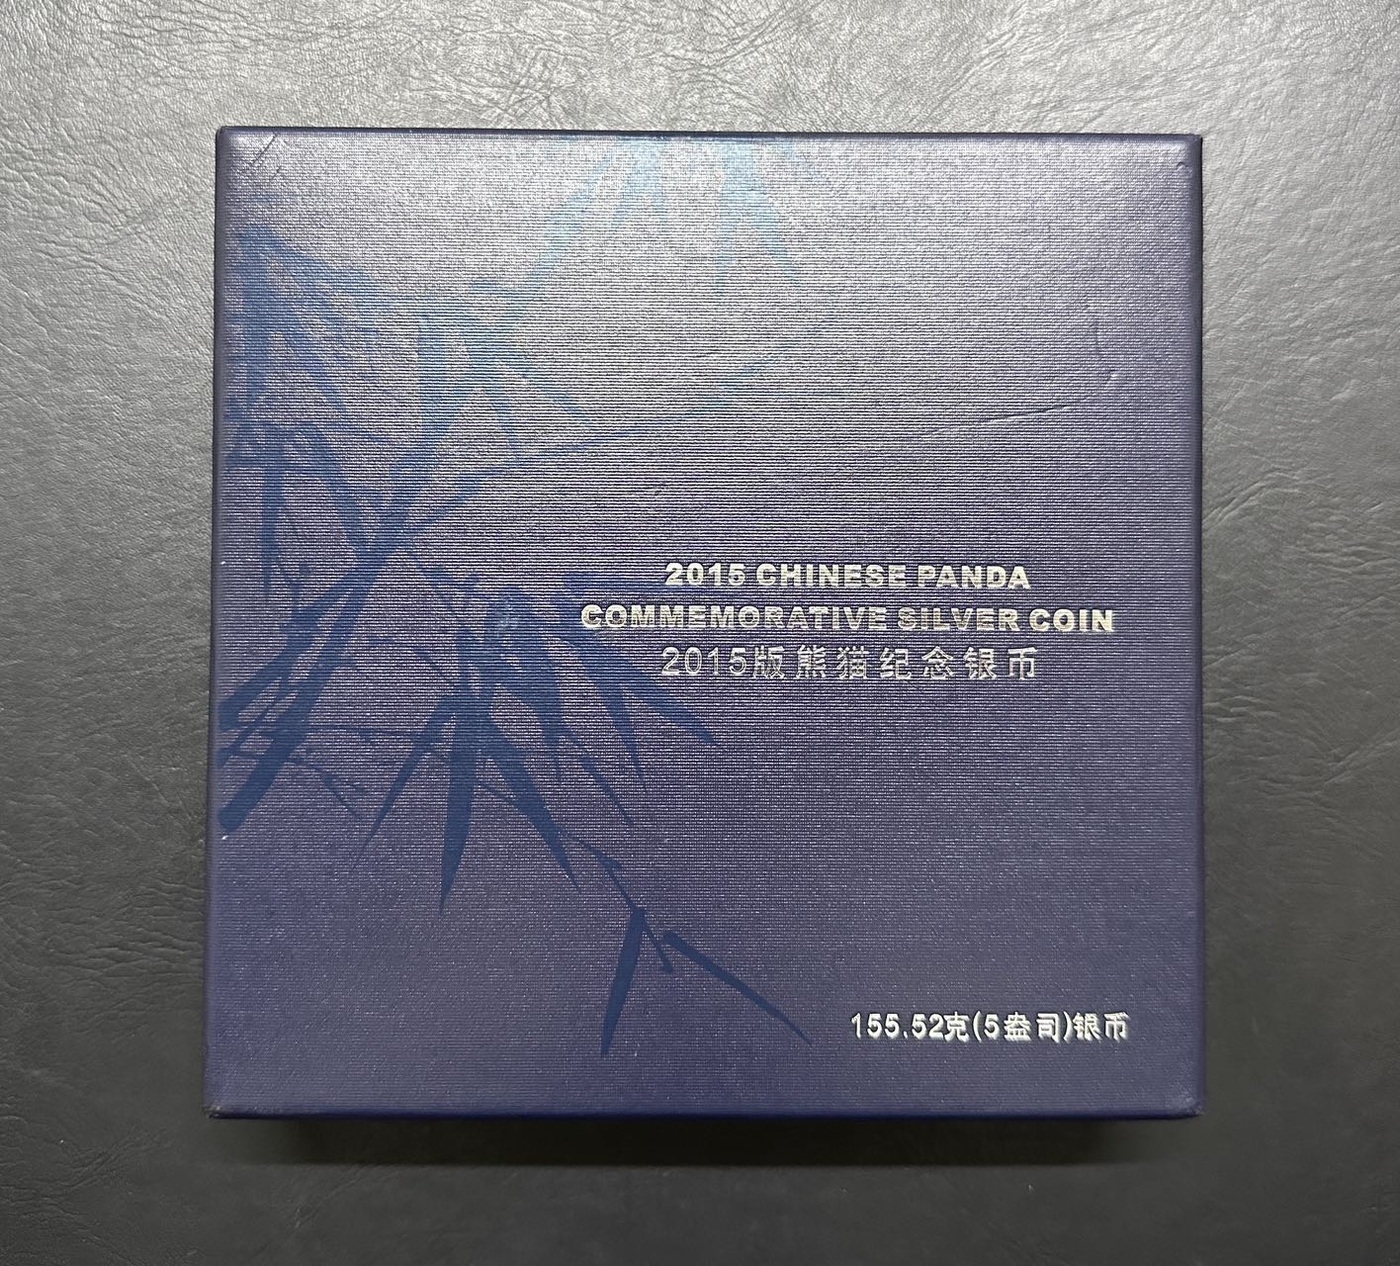 2015 CHINESE PANDA
COMMEMORATIVE SILVER COIN
2015版熊猫纪念银币
155.52克(5盎司)银币